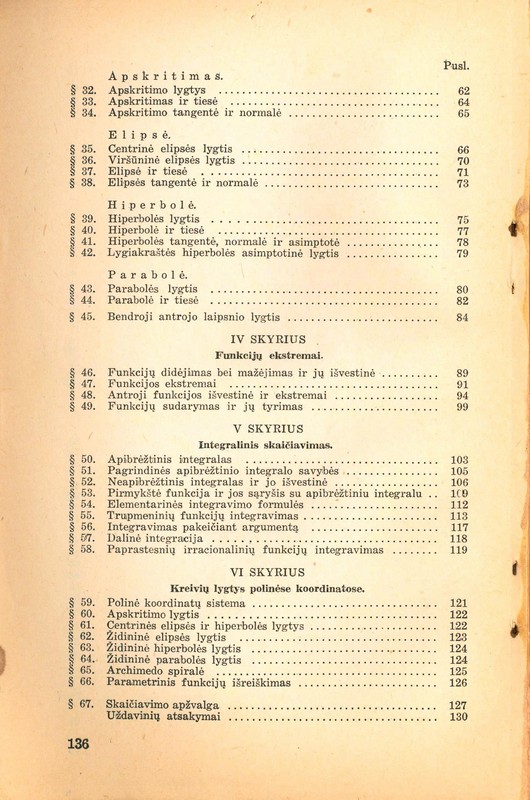 Pusl.
Apskritimas.
§ 32. Apskritimo lygtys 62
§ 33. Apskritimas ir tiesė 64
§ 34. Apskritimo tangentė ir normalė 65
Elipsė.
§ 35. Centrinė elipsės lygtis 66
§ 36. Viršūninė elipsės lygtis 70
§ 37. Elipsė ir tiesė 71
§ 38. Elipsės tangentė ir normalė 73
Hiperbolė.
§ 39. Hiperbolės lygtis 75
§ 40. Hiperbolė ir tiesė 77
§ 41. Hiperbolės tangentė, normalė ir asimptotė 78
§ 42. Lygiakraštės hiperbolės asimptotinė lygtis 79
Parabolė.
§ 43. Parabolės lygtis 80
§ 44. Parabolė ir tiesė 82
§ 45. Bendroji antrojo laipsnio lygtis 84
IV SKYRIUS
Funkcijų ekstremai.
§ 46. Funkcijų didėjimas bei mažėjimas ir jų išvestinė 89
§ 47. Funkcijos ekstremai 91
§ 48. Antroji funkcijos išvestinė ir ekstremai 94
§ 49. Funkcijų sudarymas ir jų tyrimas 99
V SKYRIUS
Integralinis skaičiavimas.
§ 50. Apibrėžtinis integralas 103
§ 51. Pagrindinės apibrėžtinio integralo savybės 105
§ 52. Neapibrėžtinis integralas ir jo išvestinė 106
§ 53. Pirmykštė funkcija ir jos sąryšis su apibrėžtiniu integralu 109
§ 54. Elementarinės integravimo formulės 112
§ 55. Trupmeninių funkcijų integravimas 113
§ 56. Integravimas pakeičiant argumentą 117
§ 57. Dalinė integracija 118
§ 58. Paprastesnių irracionalinių funkcijų integravimas 119
VI SKYRIUS
Kreivių lygtys polinėse koordinatose.
§ 59. Polinė koordinatų sistema 121
§ 60. Apskritimo lygtis 122
§ 61. Centrinės elipsės ir hiperbolės lygtys 122
§ 62. Židininė elipsės lygtis 123
§ 63. Židininė hiperbolės lygtis 124
§ 64. Židininė parabolės lygtis 124
§ 65. Archimedo spiralė 125
§ 66. Parametrinis funkcijų išreiškimas 126
§ 67. Skaičiavimo apžvalga 127
Uždavinių atsakymai 130
136